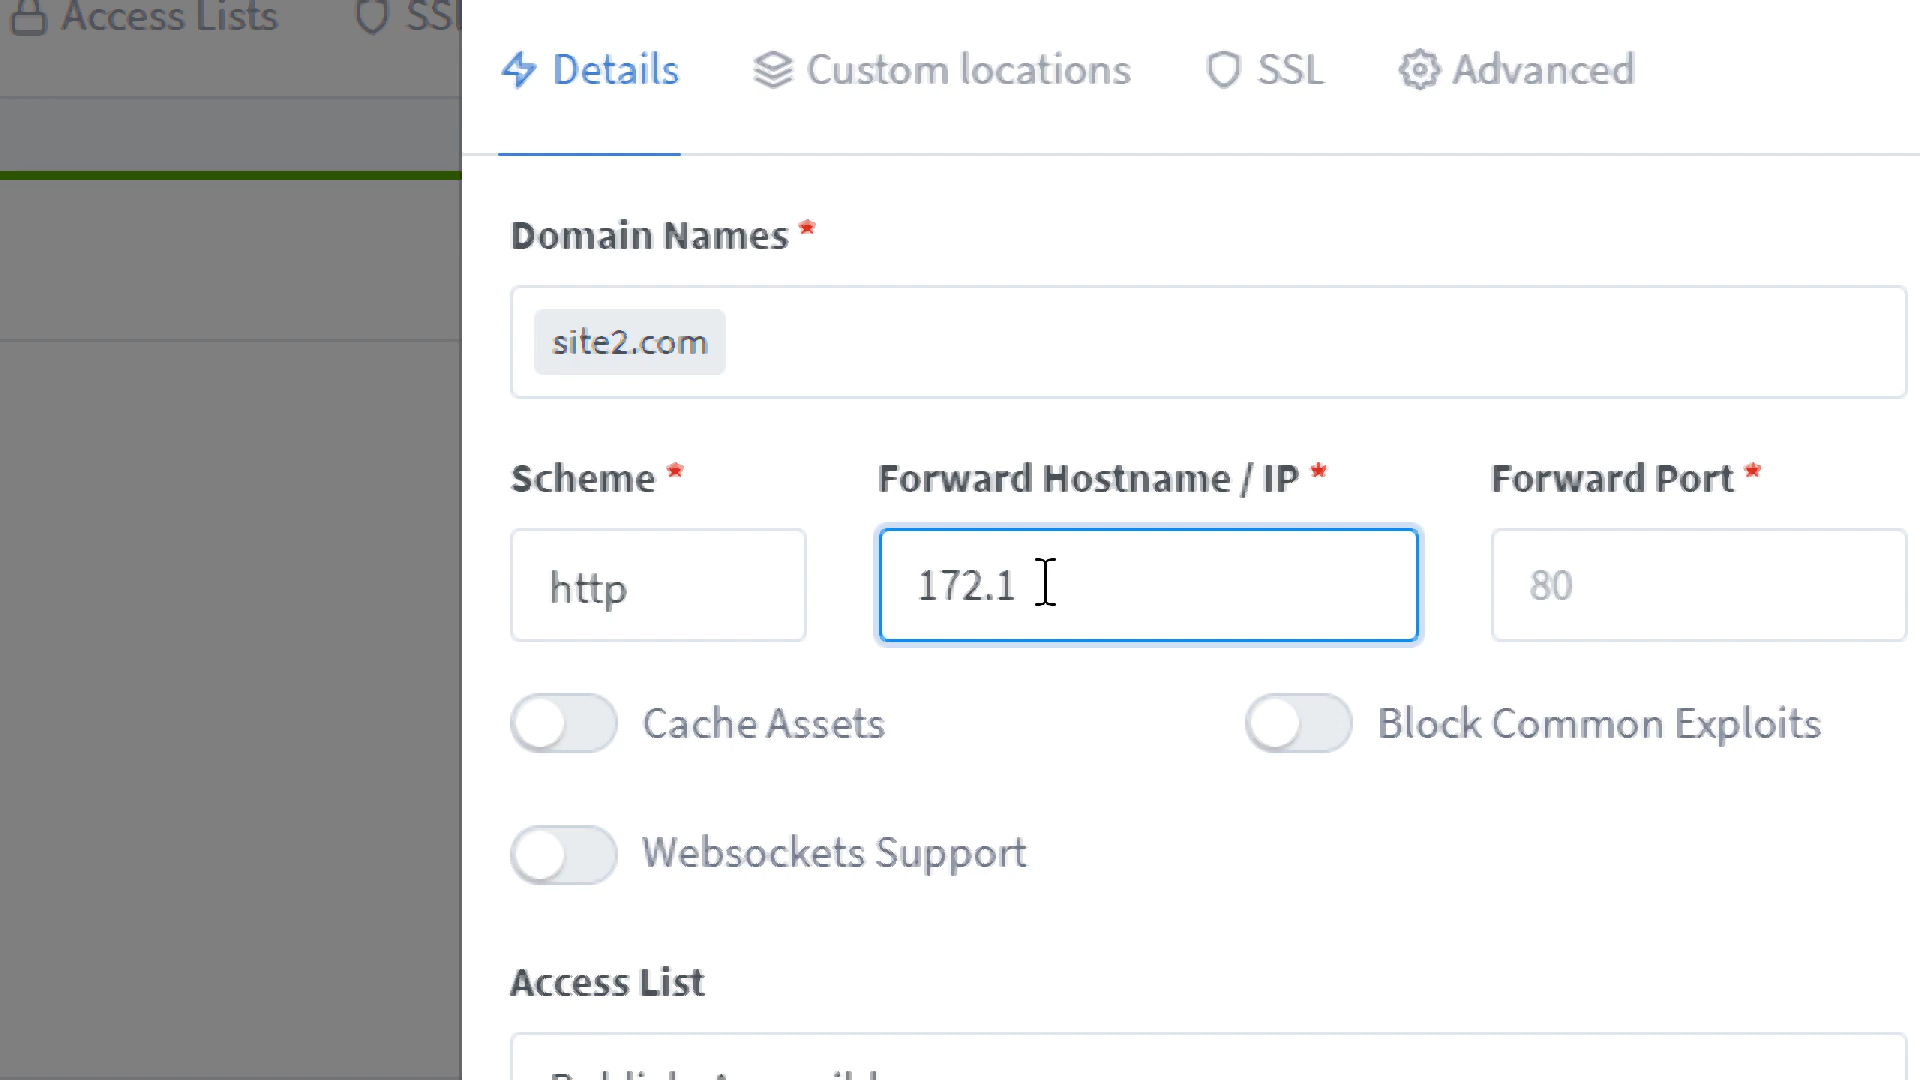 Access Lists
Details Custom locations SSL Advanced
Domain Names *
site2.com
Scheme * Forward Hostname / IP * Forward Port *
http 172.1 80
Cache Assets Block Common Exploits
Websockets Support
Access List